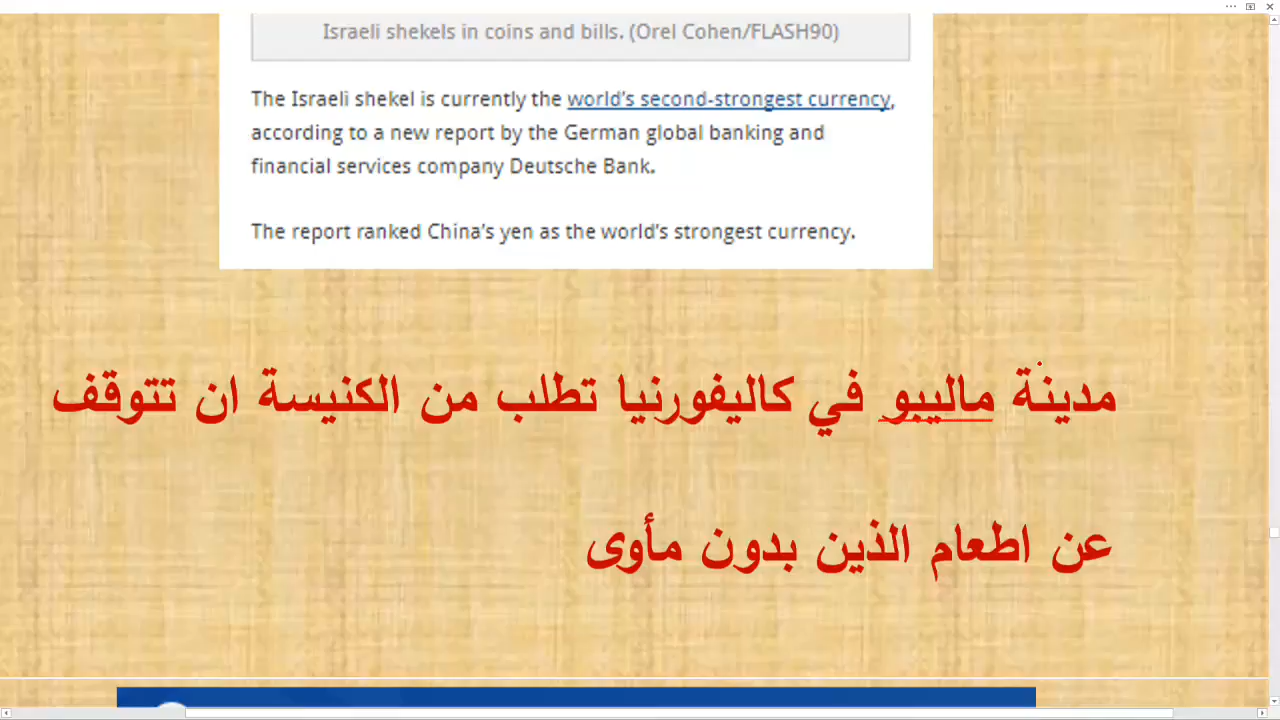 Israeli shekels in coins and bills. (Orel Cohen/FLASH90)
The Israeli shekel is currently the world's second-strongest currency,
according to a new report by the German global banking and
financial services company Deutsche Bank.
The report ranked China's yen as the world's strongest currency.
مدينة ماليبو في كاليفورنيا تطلب من الكنيسة ان تتوقف
عن اطعام الذين بدون مأوى